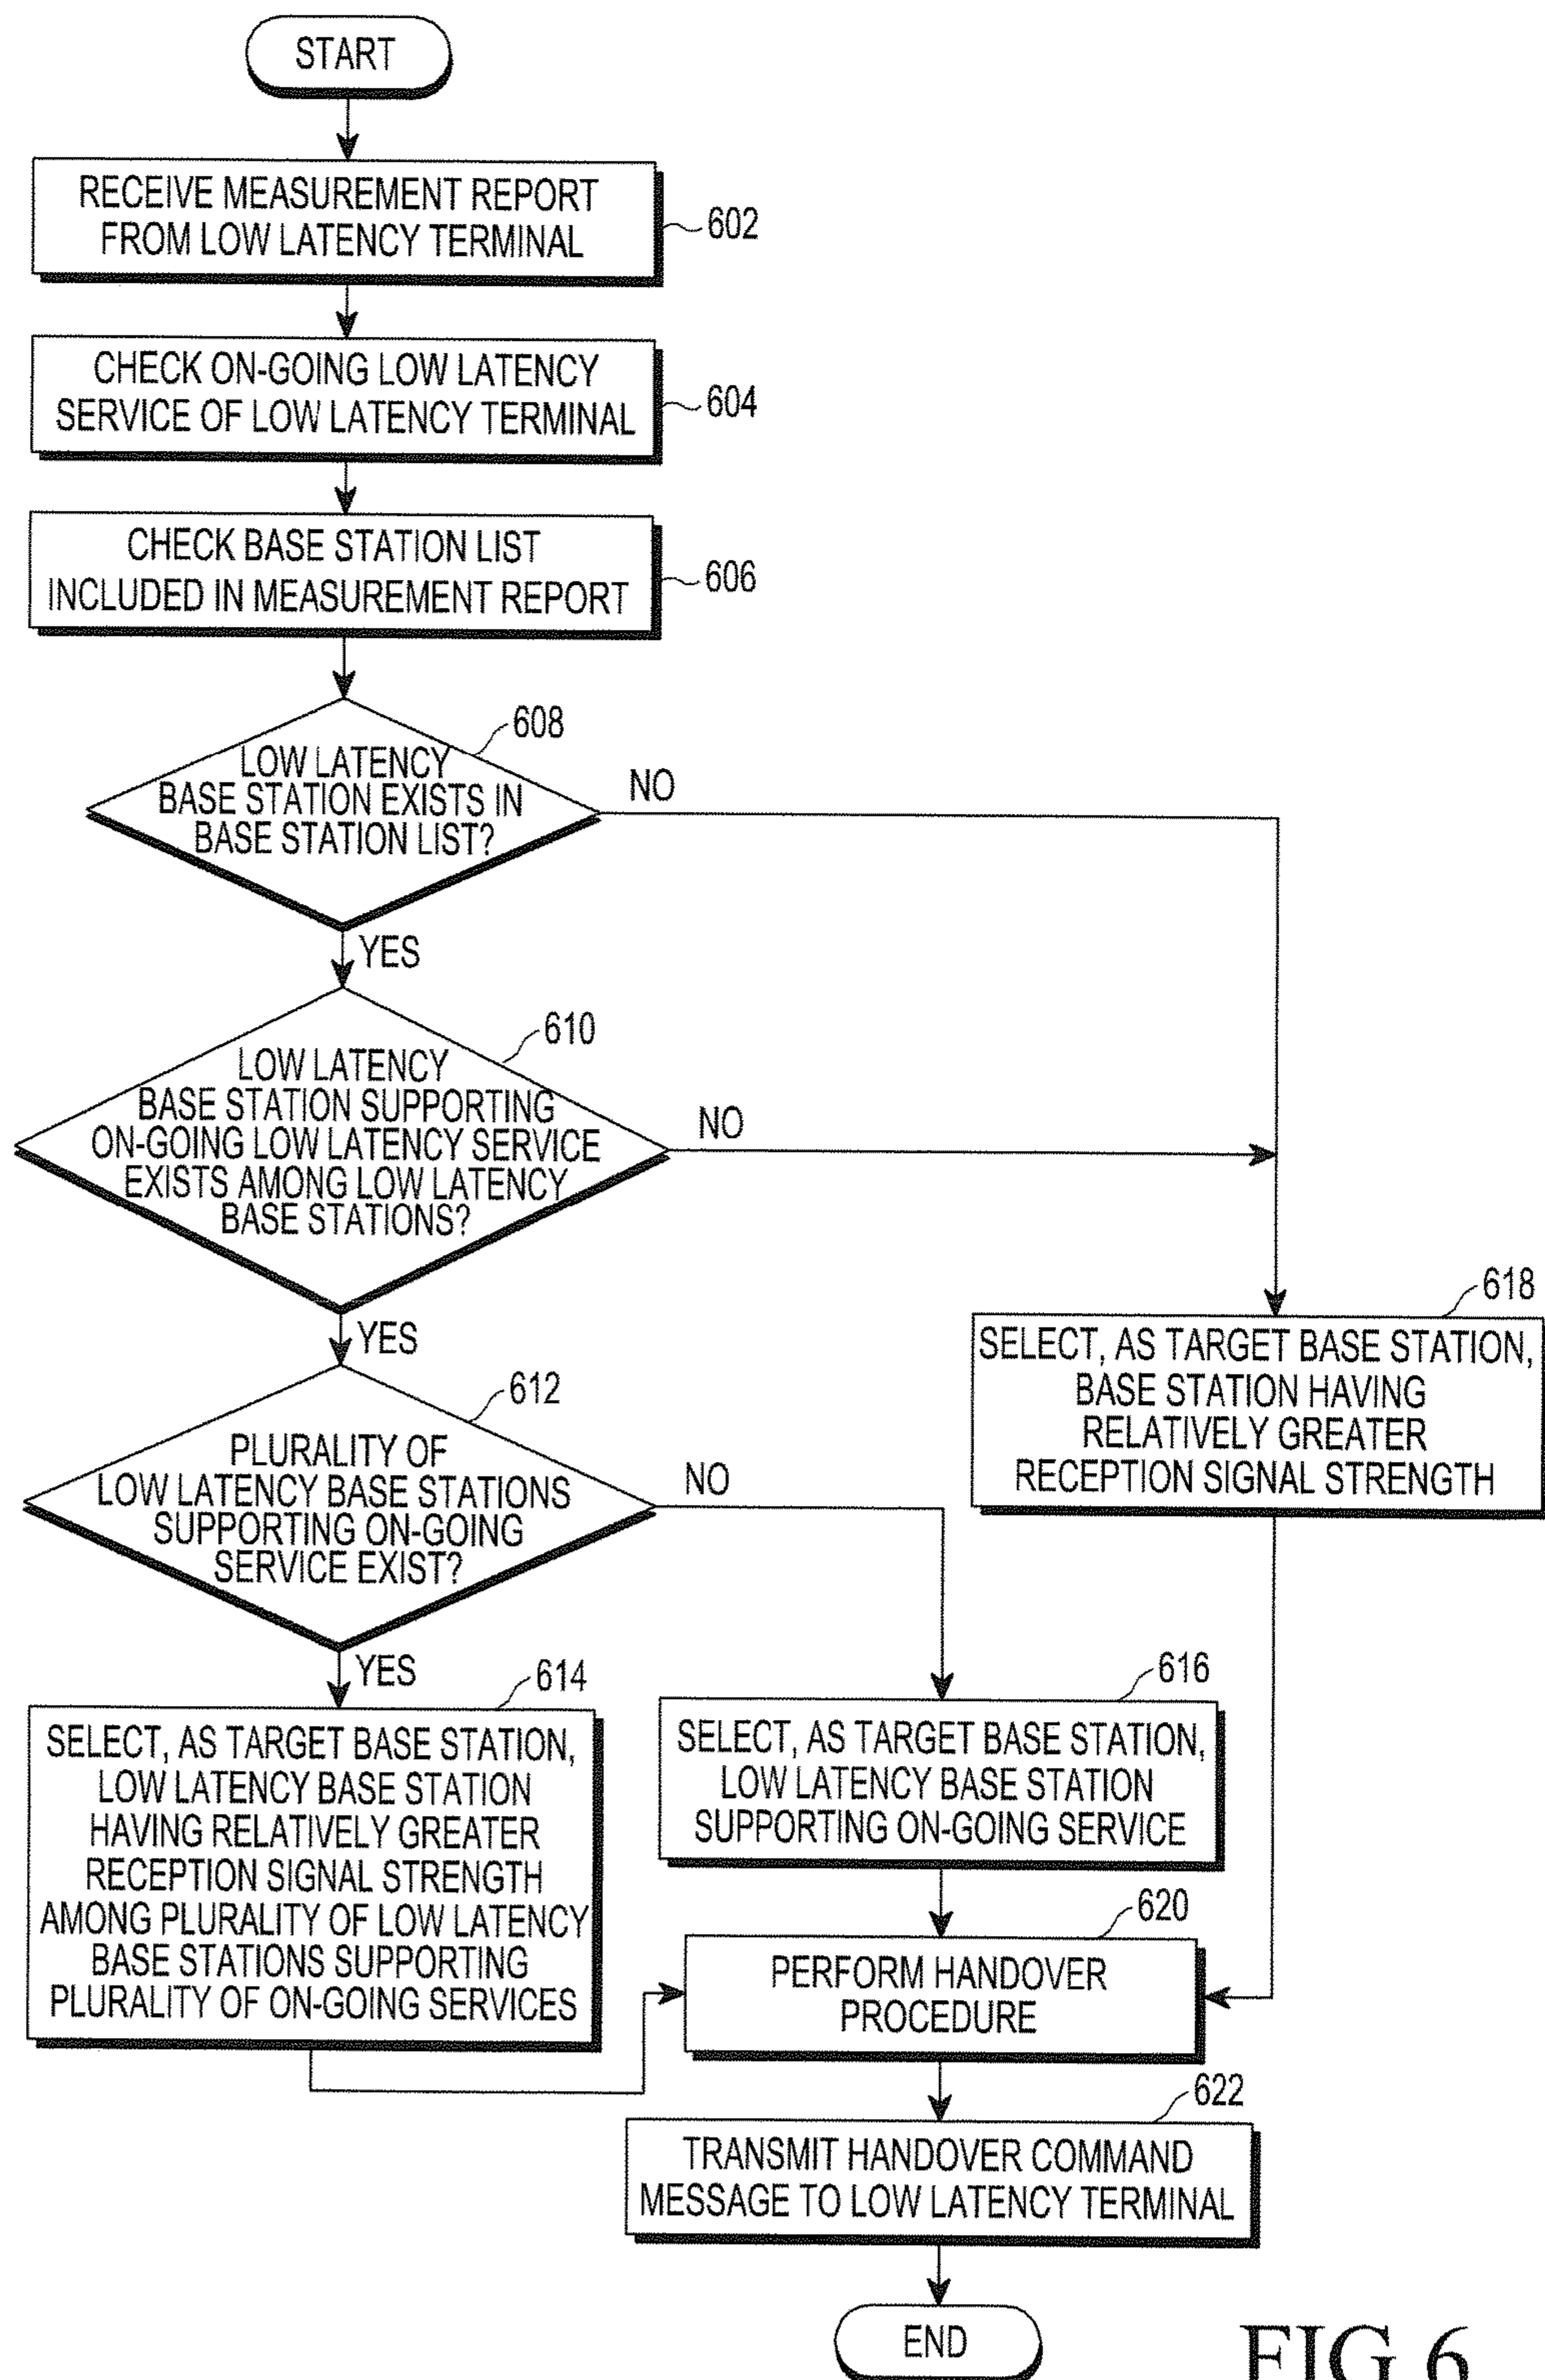 START
RECEIVE MEASUREMENT REPORT
FROM LOW LATENCY TERMINAL
602
CHECK ON-GOING LOW LATENCY
SERVICE OF LOW LATENCY TERMINAL
604
CHECK BASE STATION LIST
INCLUDED IN MEASUREMENT REPORT
606
608
LOW LATENCY
BASE STATION EXISTS IN
BASE STATION LIST?
NO
YES
610
LOW LATENCY
BASE STATION SUPPORTING
ON-GOING LOW LATENCY SERVICE
EXISTS AMONG LOW LATENCY
BASE STATIONS?
NO
YES
618
SELECT, AS TARGET BASE STATION,
BASE STATION HAVING
RELATIVELY GREATER
RECEPTION SIGNAL STRENGTH
612
PLURALITY OF
LOW LATENCY BASE STATIONS
SUPPORTING ON-GOING
SERVICE EXIST?
NO
YES
614
SELECT, AS TARGET BASE STATION,
LOW LATENCY BASE STATION
HAVING RELATIVELY GREATER
RECEPTION SIGNAL STRENGTH
AMONG PLURALITY OF LOW LATENCY
BASE STATIONS SUPPORTING
PLURALITY OF ON-GOING SERVICES
616
SELECT, AS TARGET BASE STATION,
LOW LATENCY BASE STATION
SUPPORTING ON-GOING SERVICE
620
PERFORM HANDOVER
PROCEDURE
622
TRANSMIT HANDOVER COMMAND
MESSAGE TO LOW LATENCY TERMINAL
END
FIG.6